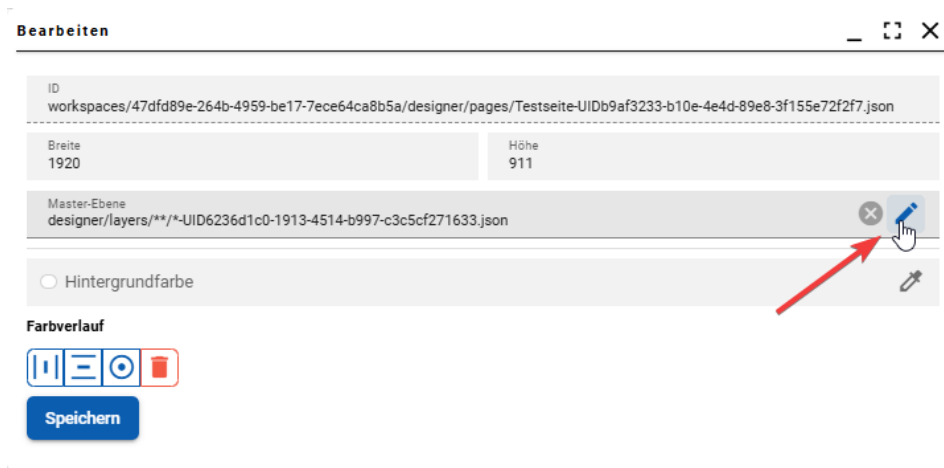 Bearbeiten
ID
workspaces/47dfd89e-264b-4959-be17-7ece64ca8b5a/designer/pages/Testseite-UIDb9af3233-b10e-4e4d-89e8-3f155e72f2f7.json
Breite
1920
Höhe
911
Master-Ebene
designer/layers/**/*-UID6236d1c0-1913-4514-b997-c3c5cf271633.json
Hintergrundfarbe
Farbverlauf
Speichern